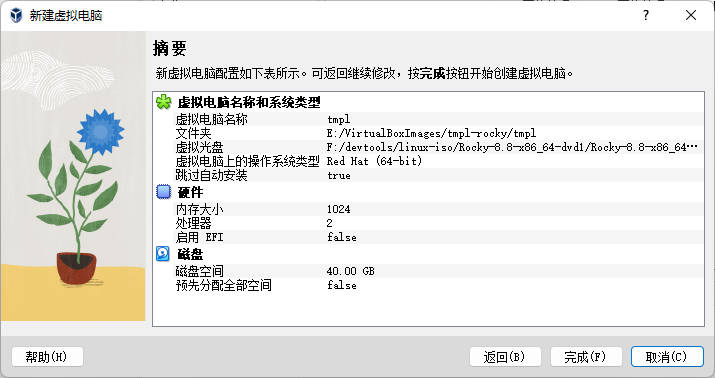 新建虚拟电脑
摘要
新虚拟电脑配置如下表所示。可返回继续修改，按完成按钮开始创建虚拟电脑。
虚拟电脑名称和系统类型
虚拟电脑名称 tmpl
文件夹 E:/VirtualBoxImages/tmpl-rocky/tmpl
虚拟光盘 F:/devtools/linux-iso/Rocky-8.8-x86_64-dvd1/Rocky-8.8-x86_64···
虚拟电脑上的操作系统类型 Red Hat (64-bit)
跳过自动安装 true
硬件
内存大小 1024
处理器 2
启用 EFI false
磁盘
磁盘空间 40.00 GB
预先分配全部空间 false
帮助(H) 返回(B) 完成(F) 取消(C)